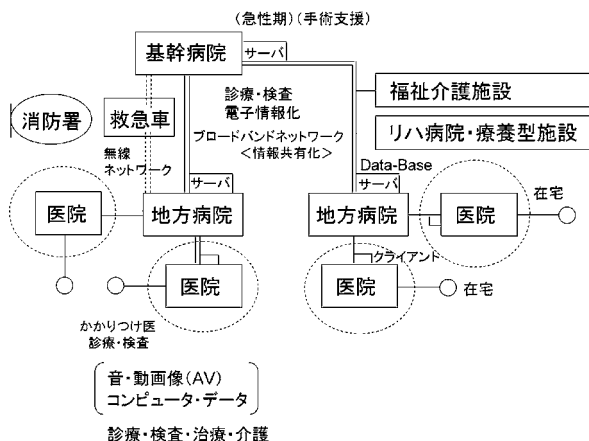 (急性期)(手術支援)
基幹病院
サーバ
診療・検査
電子情報化
ブロードバンドネットワーク
<情報共有化>
福祉介護施設
リハ病院・療養型施設
消防署
救急車
無線
ネットワーク
サーバ
Data-Base
サーバ
医院
地方病院
地方病院
医院
在宅
医院
クライアント
医院
在宅
かかりつけ医
診療・検査
音・動画像(AV)
コンピュータ・データ
診療・検査・治療・介護